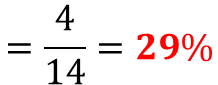 = 4/14 = 29%